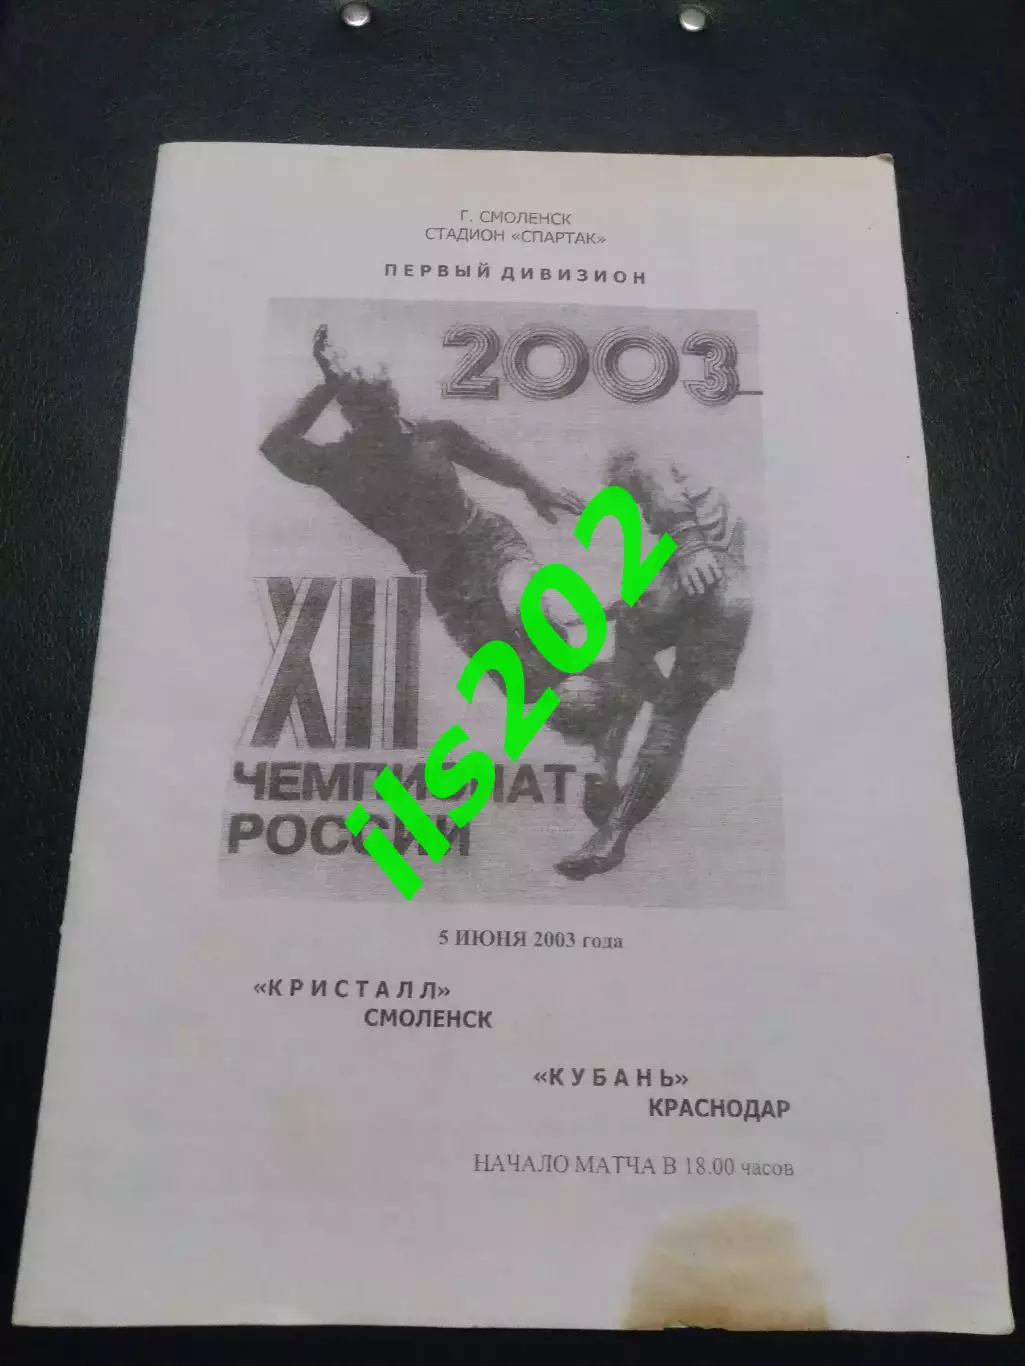 Г. СМОЛЕНСК
СТАДИОН «СПАРТАК»
ПЕРВЫЙ ДИВИЗИОН
2003
XII
ЧЕМПИОНАТ
РОССИИ
ils202
5 ИЮНЯ 2003 года
«КРИСТАЛЛ»
СМОЛЕНСК
«КУБАНЬ»
КРАСНОДАР
НАЧАЛО МАТЧА В 18.00 часов